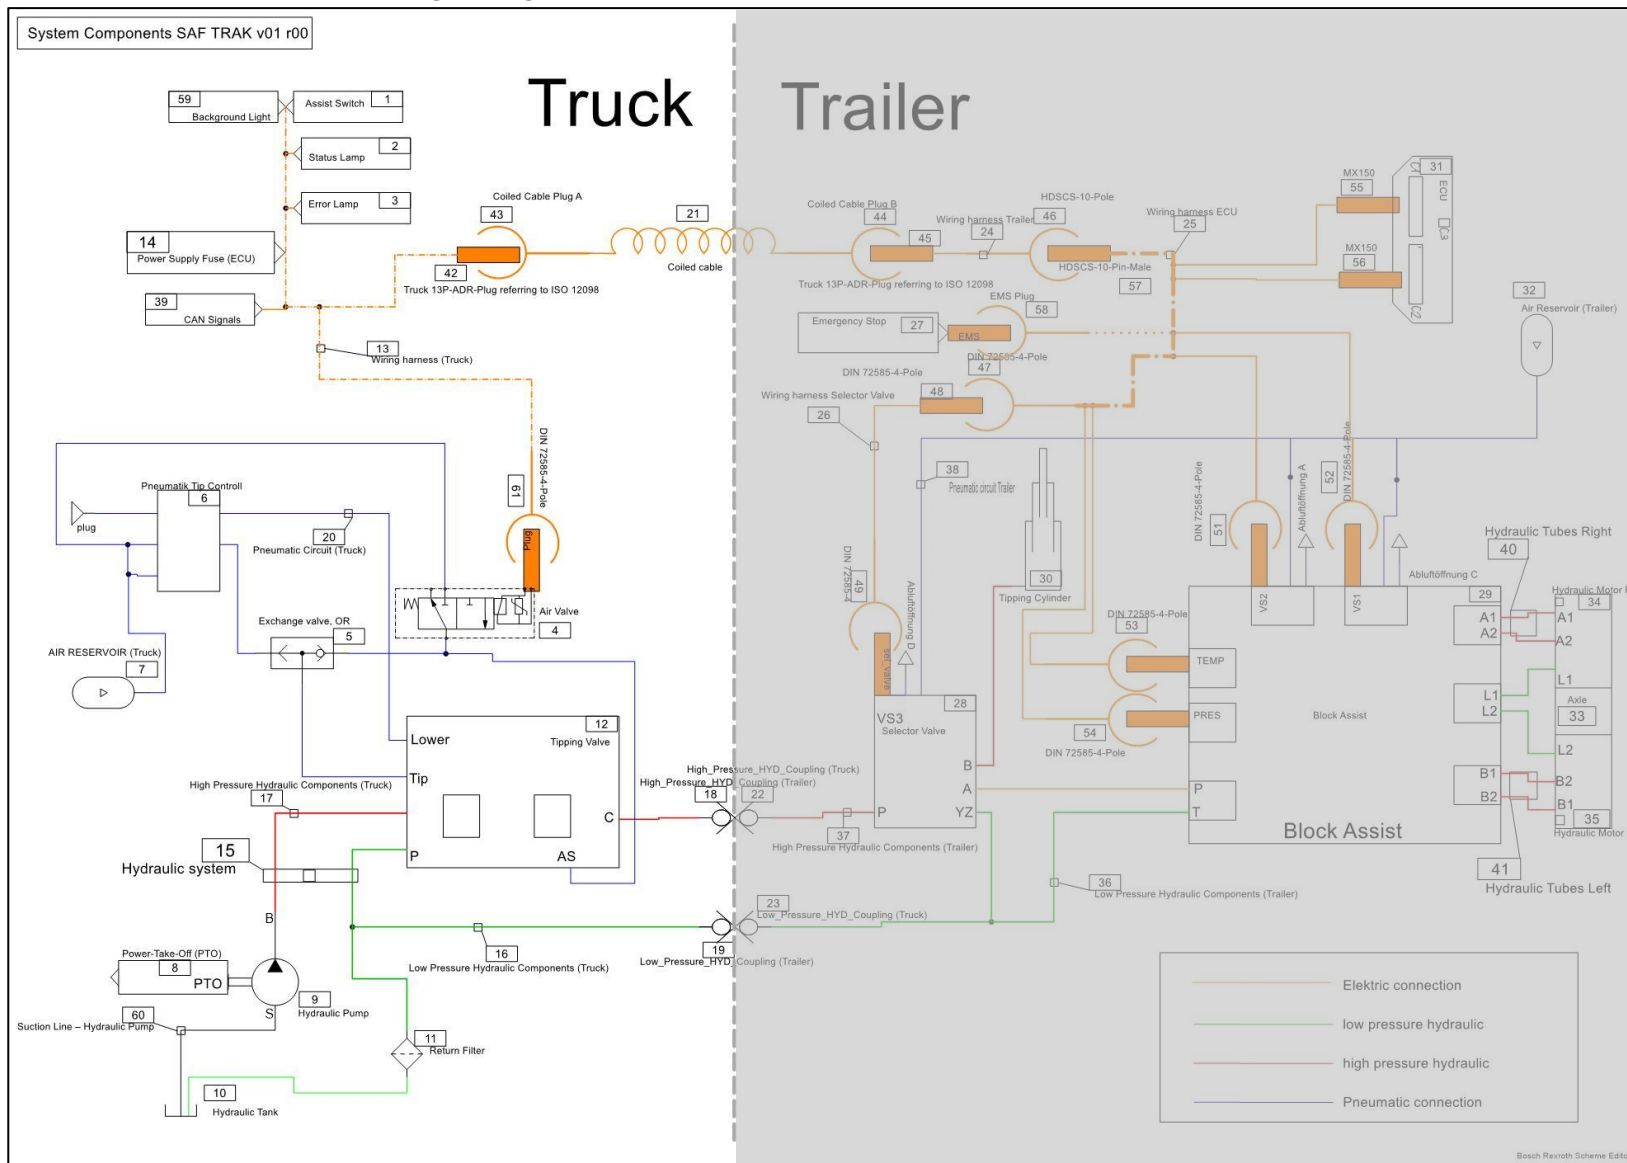 System Components SAF TRAK v01 r00
Truck
Trailer
59
Background Light
Assist Switch
1
2
Status Lamp
Error Lamp
3
14
Power Supply Fuse (ECU)
39
CAN Signals
Coiled Cable Plug A
43
42
Truck 13P-ADR-Plug referring to ISO 12098
21
Coiled cable
13
Wiring harness (Truck)
Coiled Cable Plug B
44
45
Truck 13P-ADR-Plug referring to ISO 12098
Wiring harness Trailer
24
HDSCS-10-Pole
46
HDSCS-10-Pin-Male
57
Wiring harness ECU
25
MX150
55
MX150
56
C1
31
ECU
C3
C2
32
Air Reservoir (Trailer)
EMS Plug
58
Emergency Stop
27
EMS
DIN 72585-4-Pole
47
DIN 72585-4-Pole
48
Wiring harness Selector Valve
26
DIN 72585-4-Pole
61
Plug
Pneumatik Tip Controll
6
plug
20
Pneumatic Circuit (Truck)
Air Valve
4
Exchange valve, OR
5
AIR RESERVOIR (Truck)
7
38
Pneumatic circuit Trailer
30
Tipping Cylinder
DIN 72585-4
49
sel_valve
Abluftöffnung D
DIN 72585-4-Pole
51
Abluftöffnung A
52
DIN 72585-4-Pole
VS2
VS1
Abluftöffnung C
Hydraulic Tubes Right
40
29
Hydraulic Motor
34
A1
A2
A1
A2
L1
L2
L1
Axle
33
L2
B1
B2
B2
B1
35
Hydraulic Motor
41
Hydraulic Tubes Left
DIN 72585-4-Pole
53
TEMP
PRES
54
DIN 72585-4-Pole
Block Assist
P
T
Block Assist
28
VS3
Selector Valve
B
A
YZ
P
37
High Pressure Hydraulic Components (Trailer)
12
Tipping Valve
Lower
Tip
C
P
AS
High Pressure Hydraulic Components (Truck)
17
High_Pressure_HYD_Coupling (Truck)
High_Pressure_HYD_Coupling (Trailer)
18
22
15
Hydraulic system
B
Power-Take-Off (PTO)
8
PTO
S
9
Hydraulic Pump
60
Suction Line – Hydraulic Pump
10
Hydraulic Tank
11
Return Filter
16
Low Pressure Hydraulic Components (Truck)
23
Low_Pressure_HYD_Coupling (Truck)
19
Low_Pressure_HYD_Coupling (Trailer)
36
Low Pressure Hydraulic Components (Trailer)
Elektric connection
low pressure hydraulic
high pressure hydraulic
Pneumatic connection
Bosch Rexroth Scheme Edito